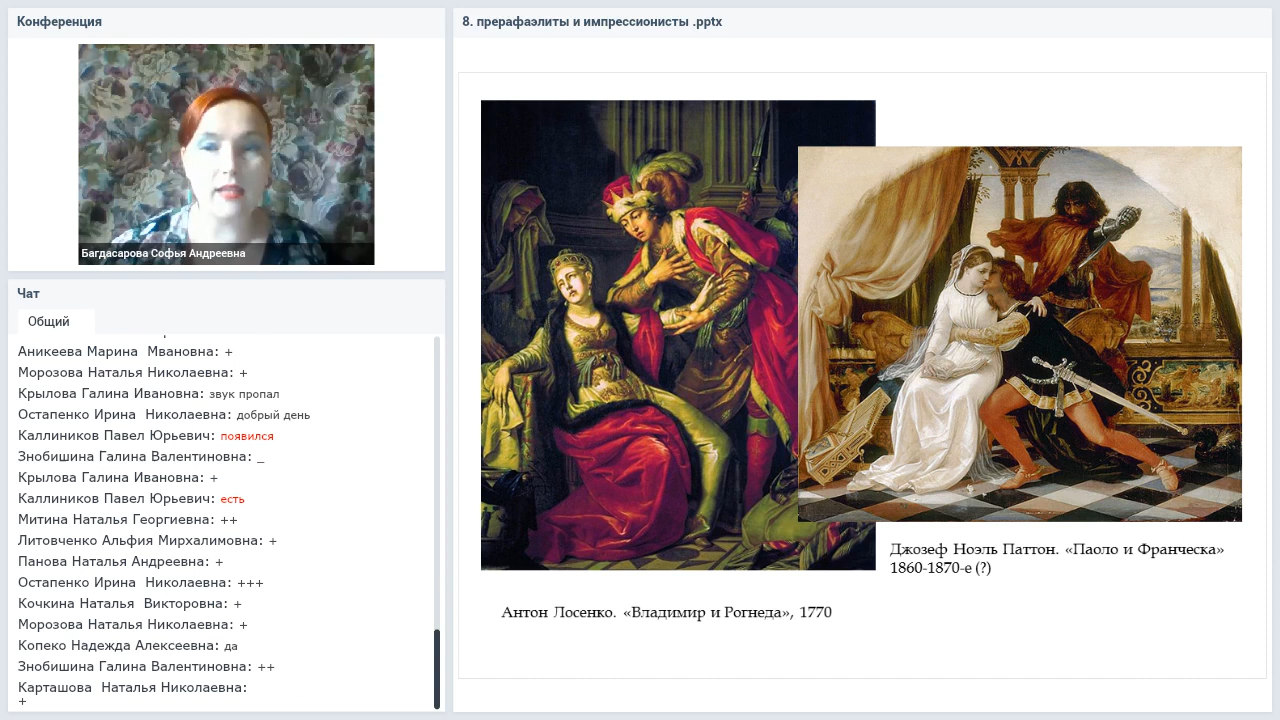 Конференция
Багдасарова Софья Андреевна
Чат
Общий
Аникеева Марина  Мвановна: +
Морозова Наталья Николаевна: +
Крылова Галина Ивановна: звук пропал
Остапенко Ирина  Николаевна: добрый день
Каллиников Павел Юрьевич: появился
Знобишина Галина Валентиновна: _
Крылова Галина Ивановна: +
Каллиников Павел Юрьевич: есть
Митина Наталья Георгиевна: ++
Литовченко Альфия Мирхалимовна: +
Панова Наталья Андреевна: +
Остапенко Ирина  Николаевна: +++
Кочкина Наталья  Викторовна: +
Морозова Наталья Николаевна: +
Копеко Надежда Алексеевна: да
Знобишина Галина Валентиновна: ++
Карташова  Наталья Николаевна:
+
8. прерафаэлиты и импрессионисты .pptx
Джозеф Ноэль Паттон. «Паоло и Франческа»
1860-1870-е (?)
Антон Лосенко. «Владимир и Рогнеда», 1770